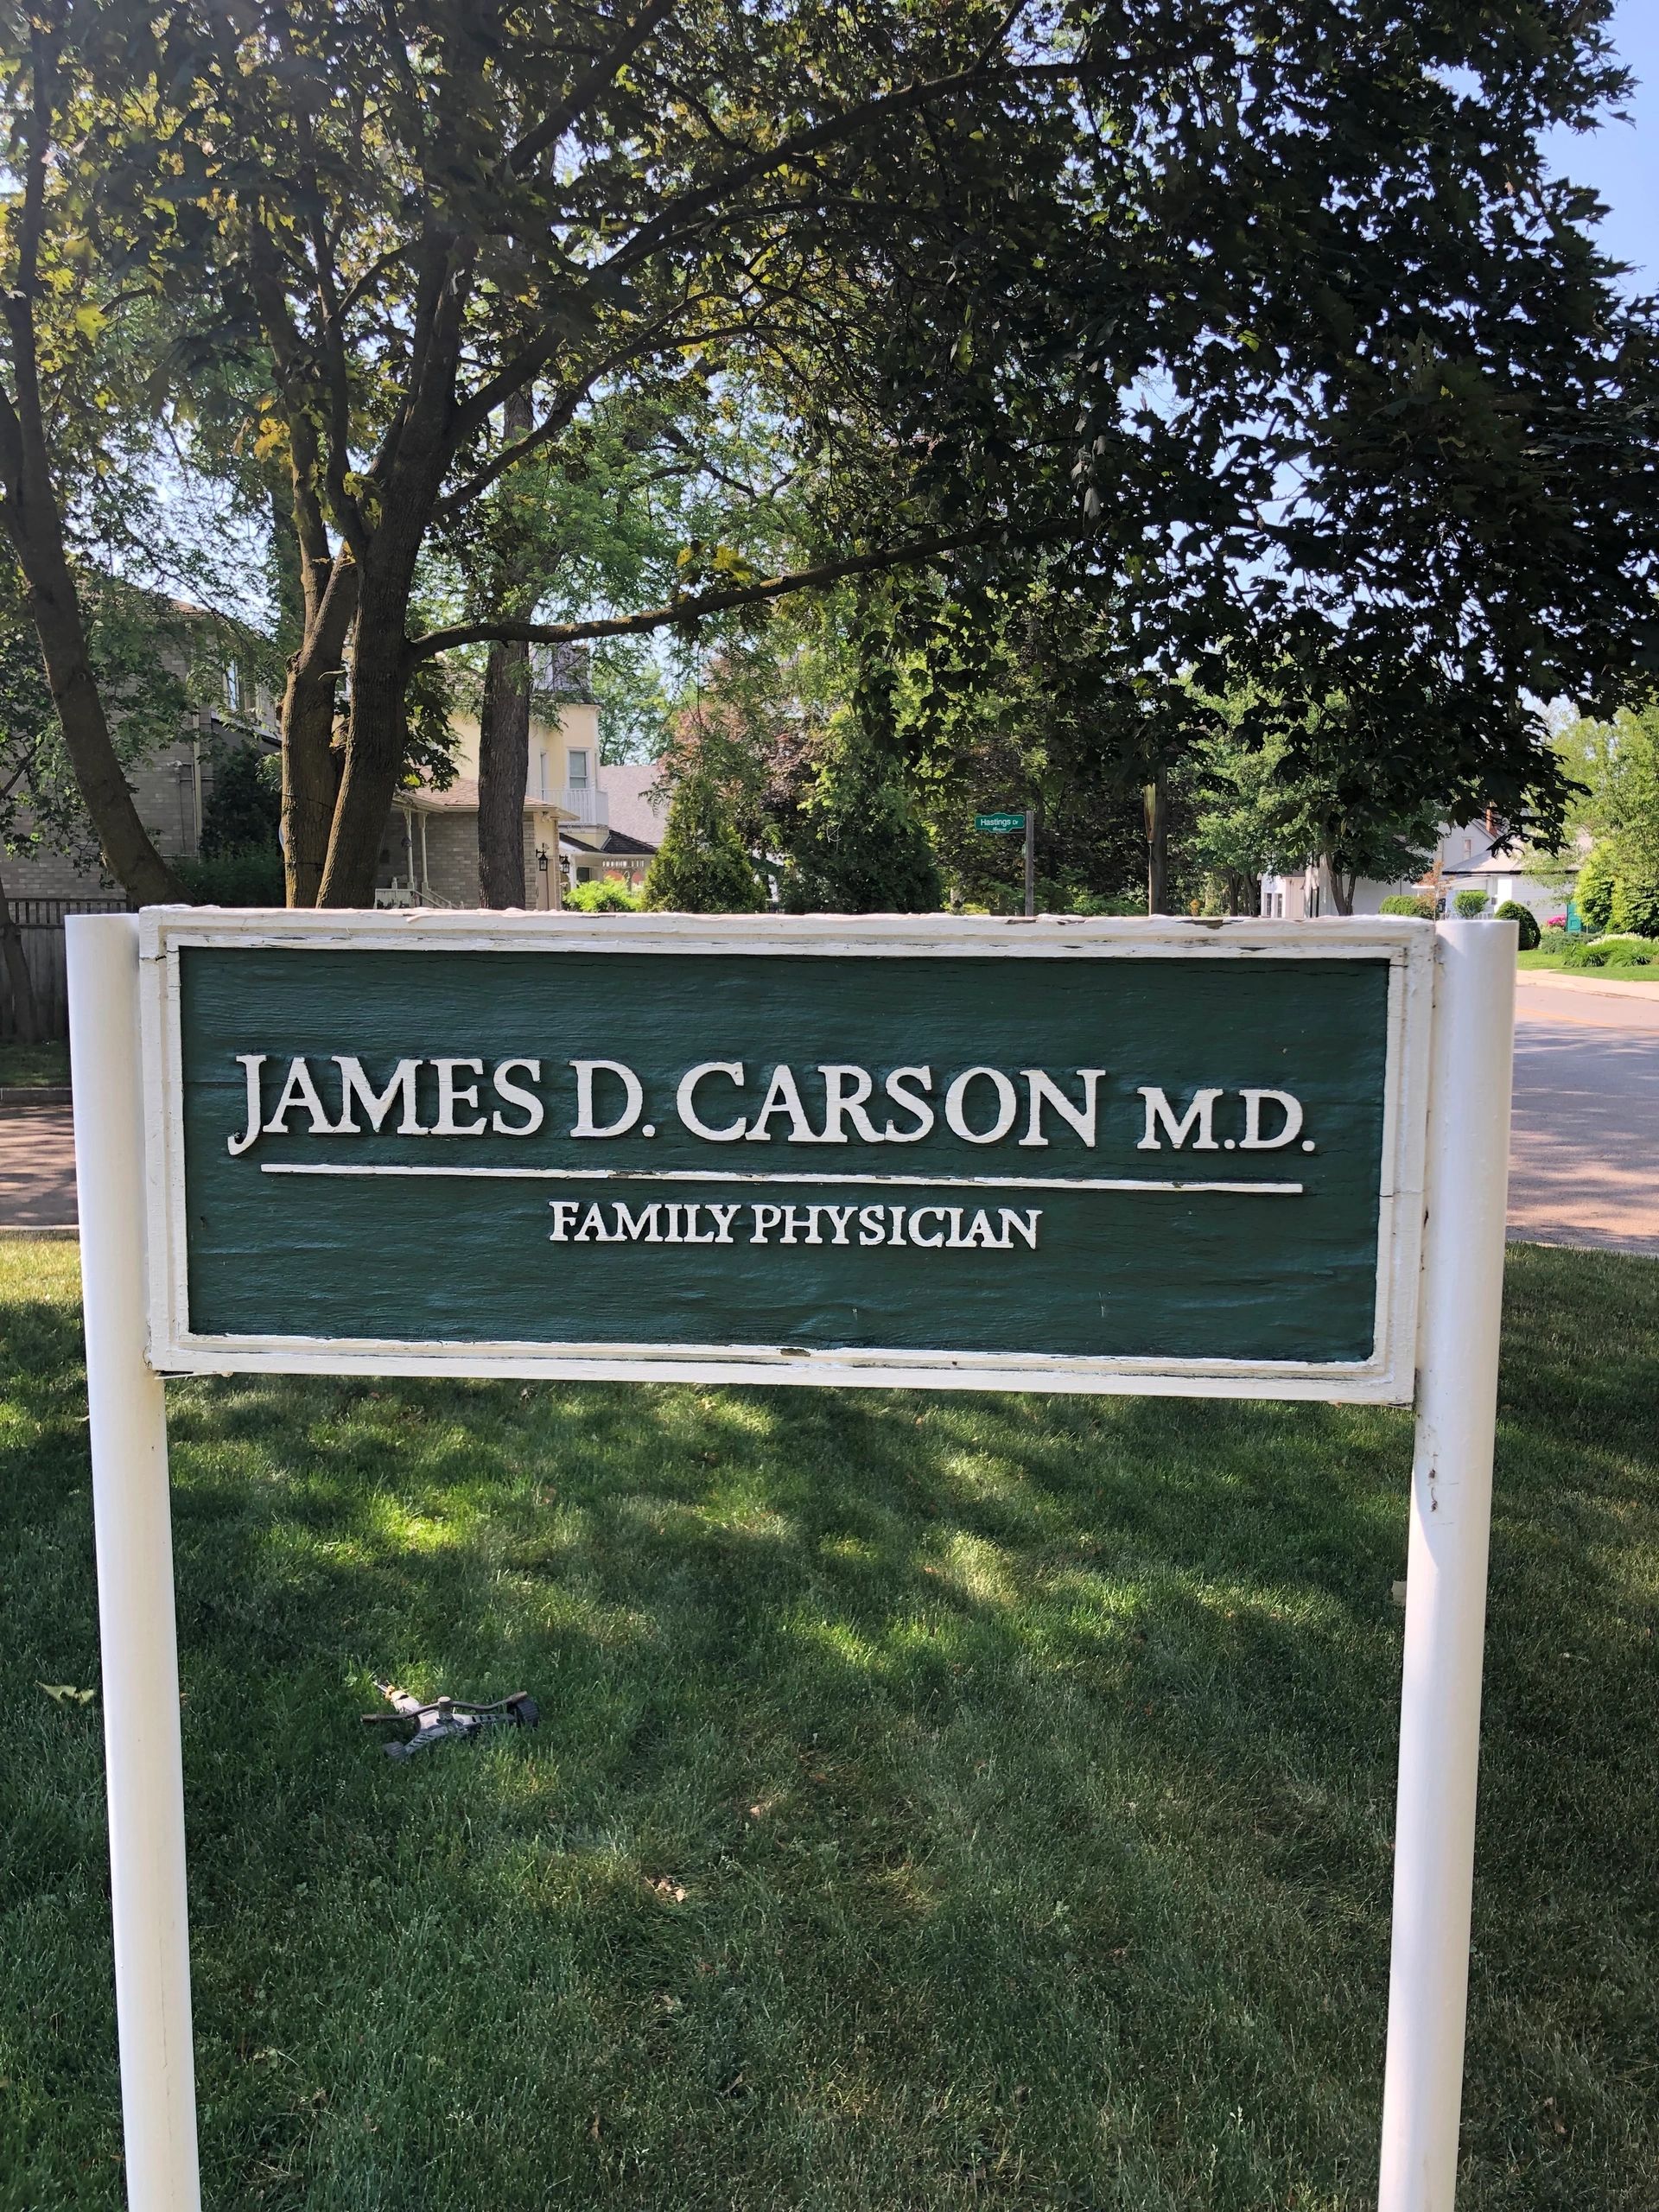 Hastings Dr
JAMES D. CARSON M.D.
FAMILY PHYSICIAN